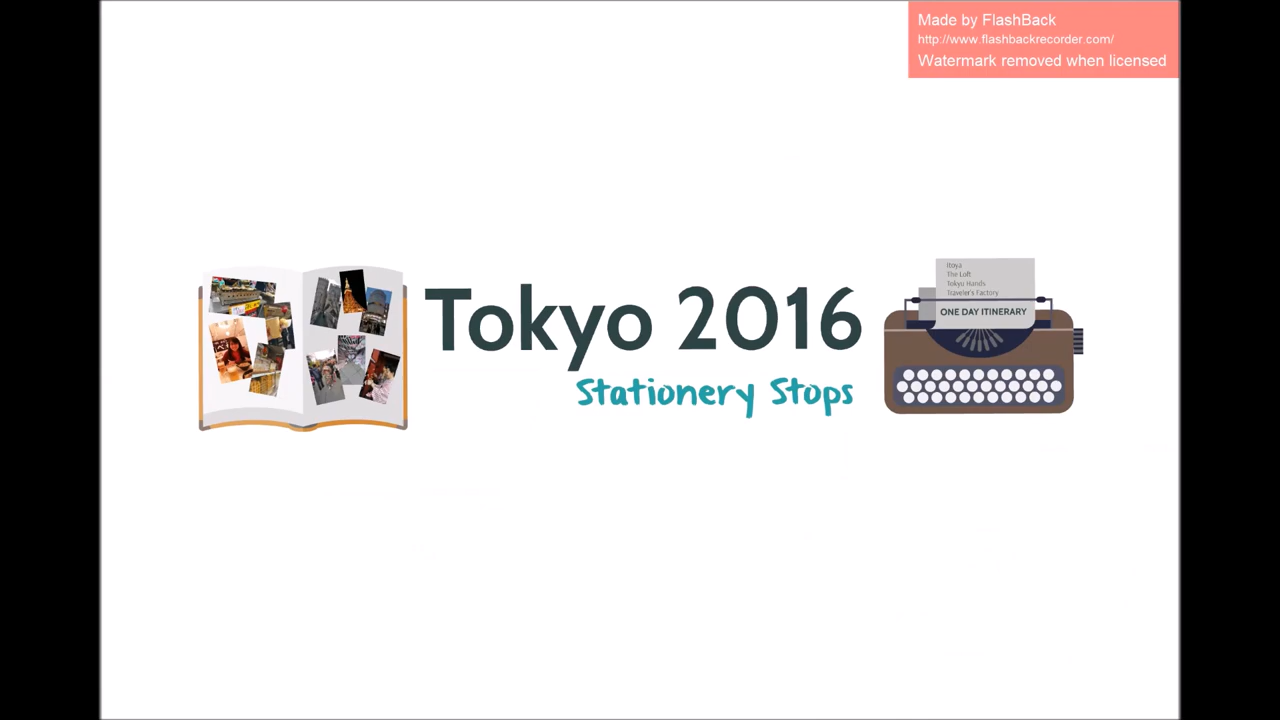 Made by FlashBack
http://www.flashbackrecorder.com/
Watermark removed when licensed
Itoya
The Loft
Tokyu Hands
Traveler's Factory
ONE DAY ITINERARY
Tokyo 2016
Stationery Stops